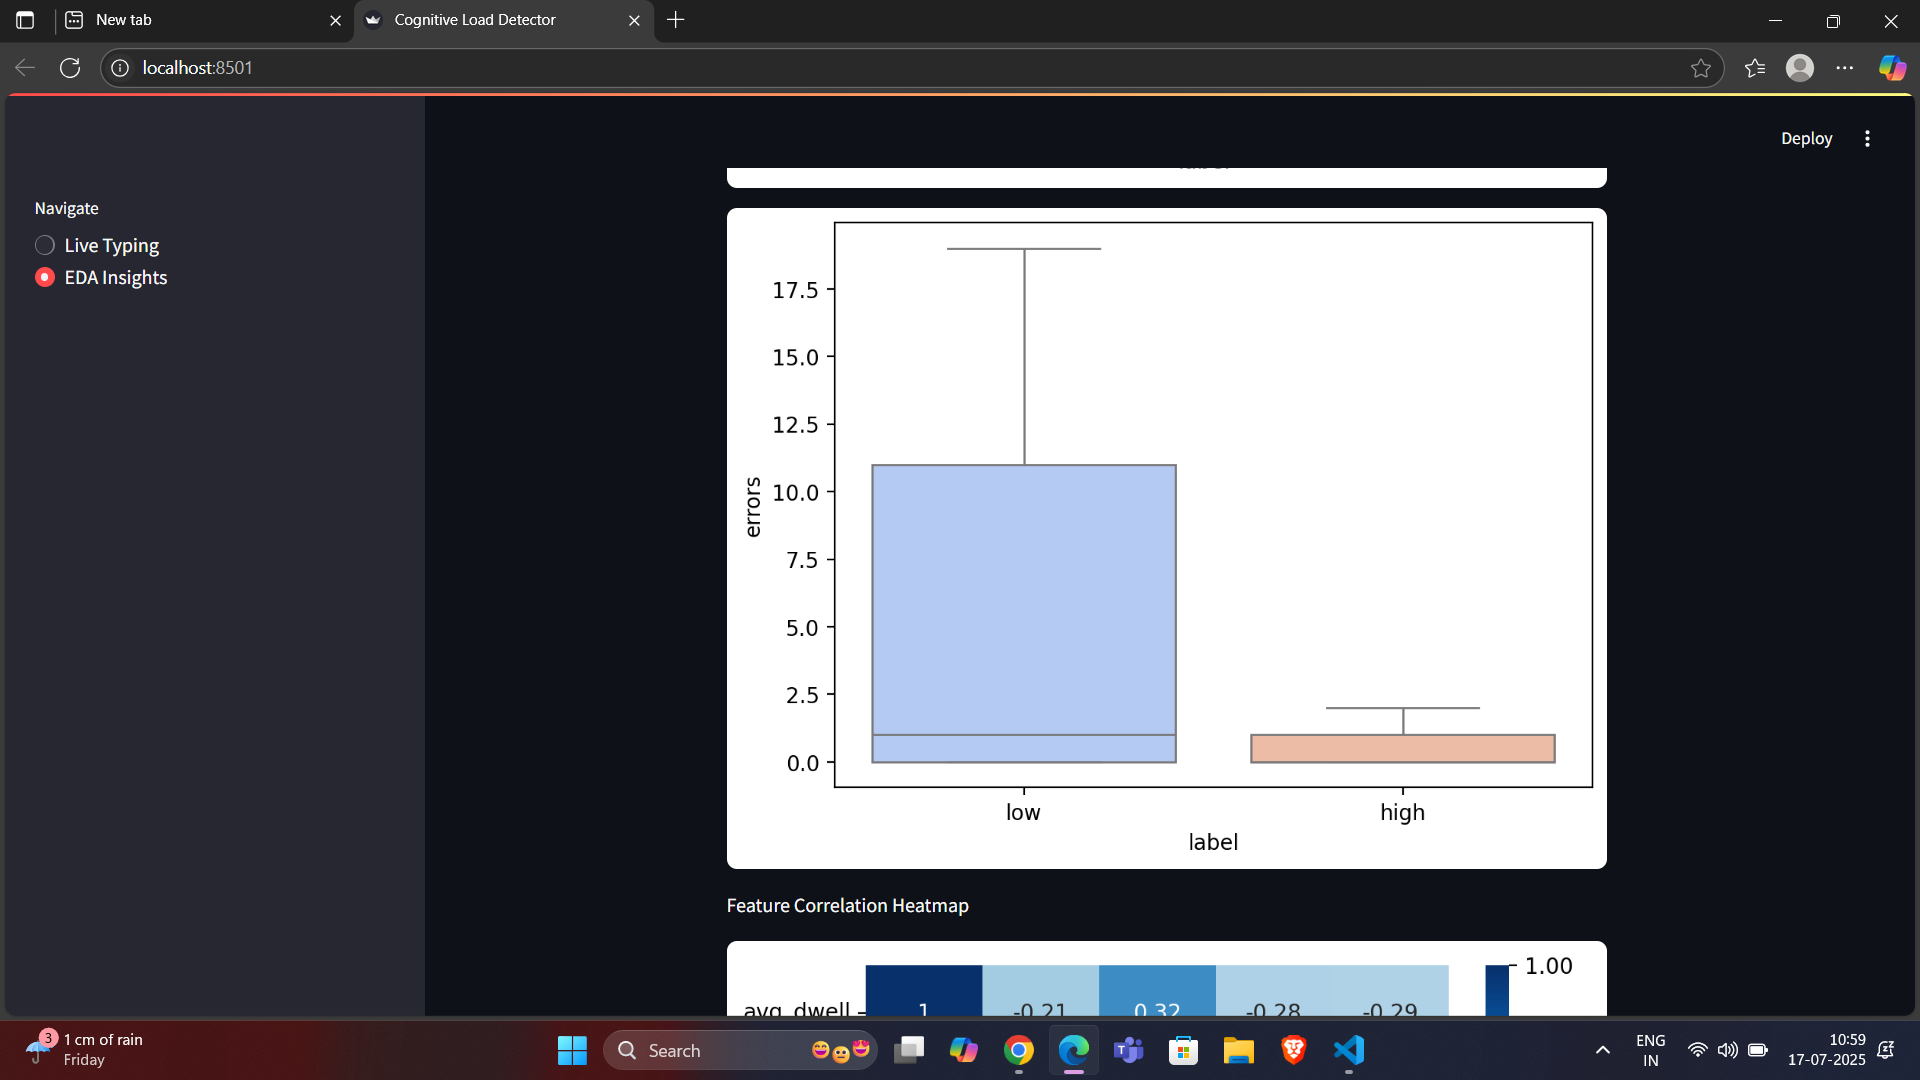 New tab
Cognitive Load Detector
localhost:8501
Deploy
Navigate
Live Typing
EDA Insights
17.5
15.0
12.5
10.0
7.5
5.0
2.5
0.0
errors
low
high
label
Feature Correlation Heatmap
avg_dwell
1
-0.21
0.32
-0.28
-0.29
1.00
3
1 cm of rain
Friday
Search
ENG
IN
10:59
17-07-2025